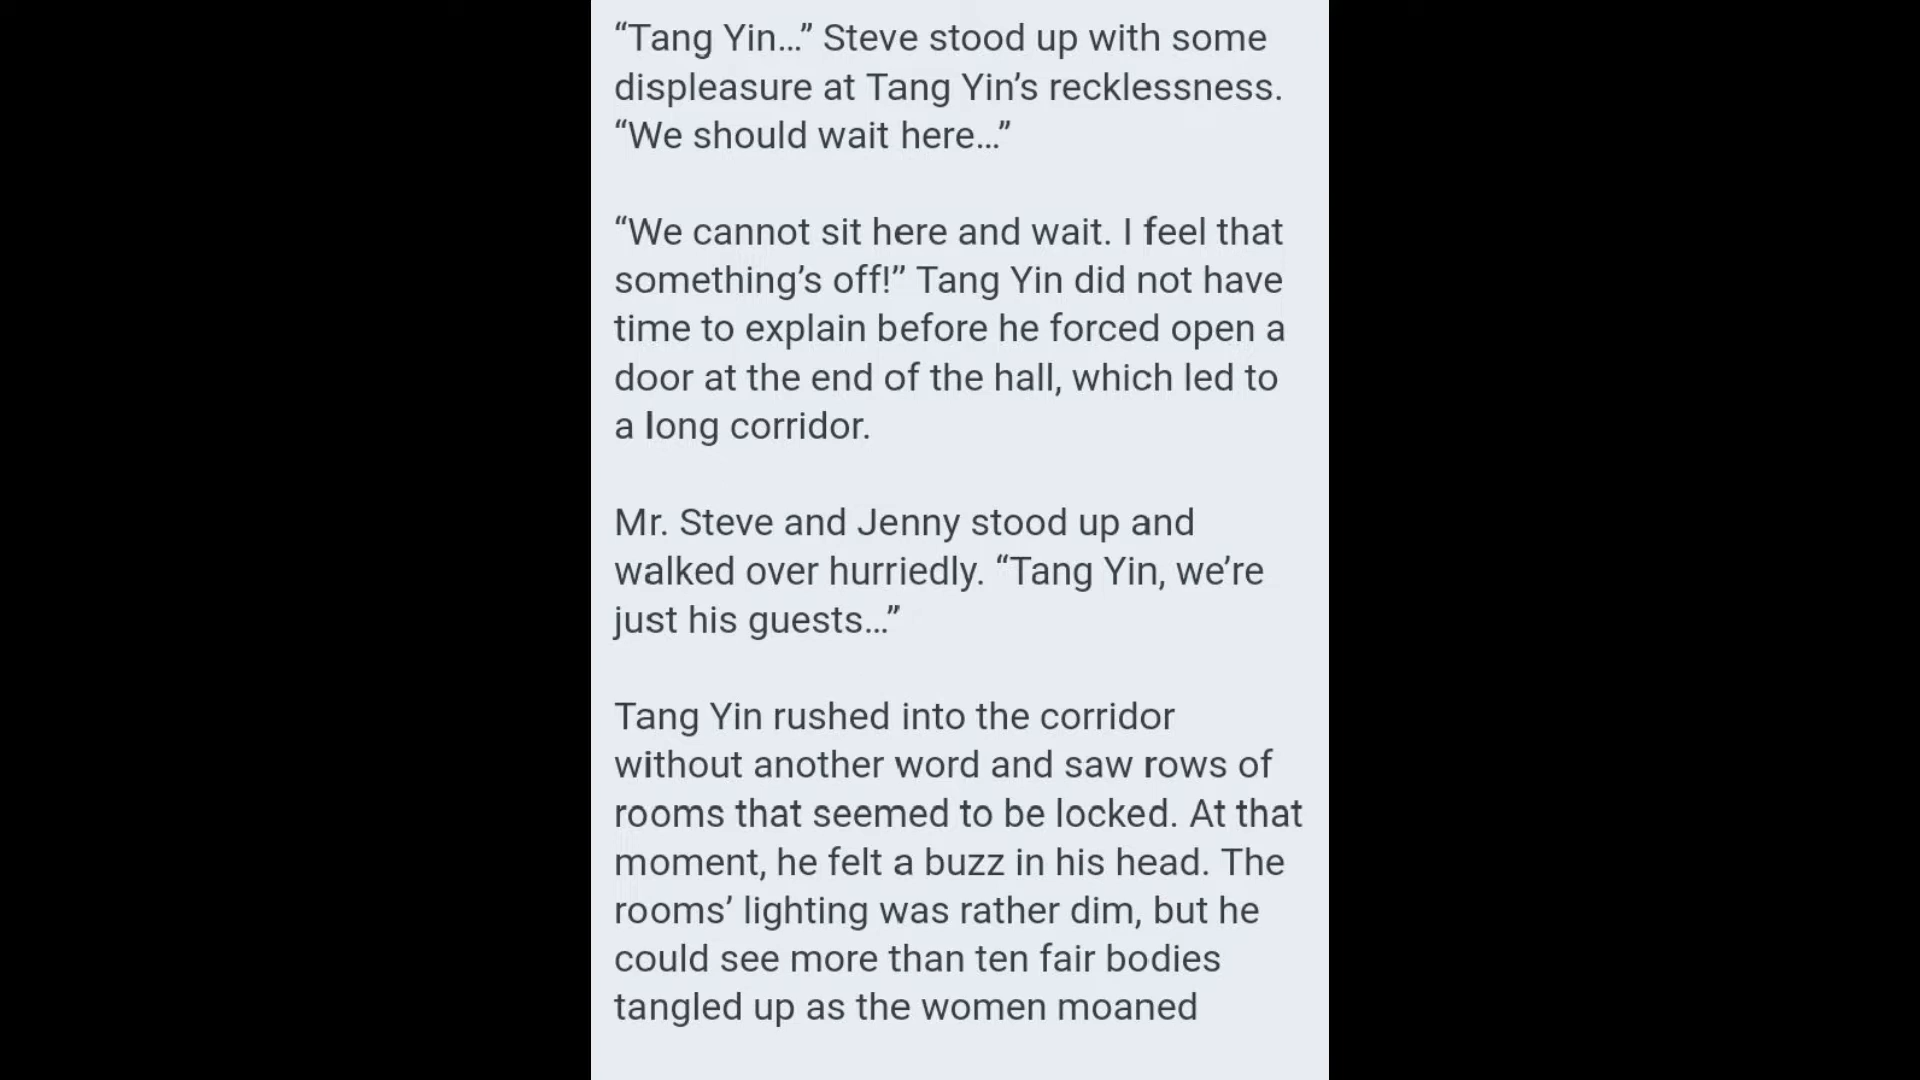 “Tang Yin…” Steve stood up with some
displeasure at Tang Yin’s recklessness.
“We should wait here…”
“We cannot sit here and wait. I feel that
something’s off!” Tang Yin did not have
time to explain before he forced open a
door at the end of the hall, which led to
a long corridor.
Mr. Steve and Jenny stood up and
walked over hurriedly. “Tang Yin, we’re
just his guests…”
Tang Yin rushed into the corridor
without another word and saw rows of
rooms that seemed to be locked. At that
moment, he felt a buzz in his head. The
rooms’ lighting was rather dim, but he
could see more than ten fair bodies
tangled up as the women moaned